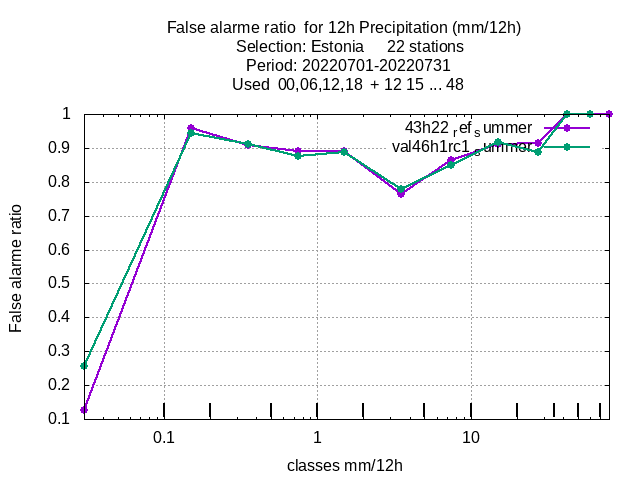 False alarme ratio  for 12h Precipitation (mm/12h)
Selection: Estonia     22 stations
Period: 20220701-20220731
Used  00,06,12,18  + 12 15 ... 48
1
0.9
0.8
0.7
0.6
0.5
0.4
0.3
0.2
0.1
False alarme ratio
43h22 ref summer
val46h1rc1 summer
0.1
1
10
classes mm/12h